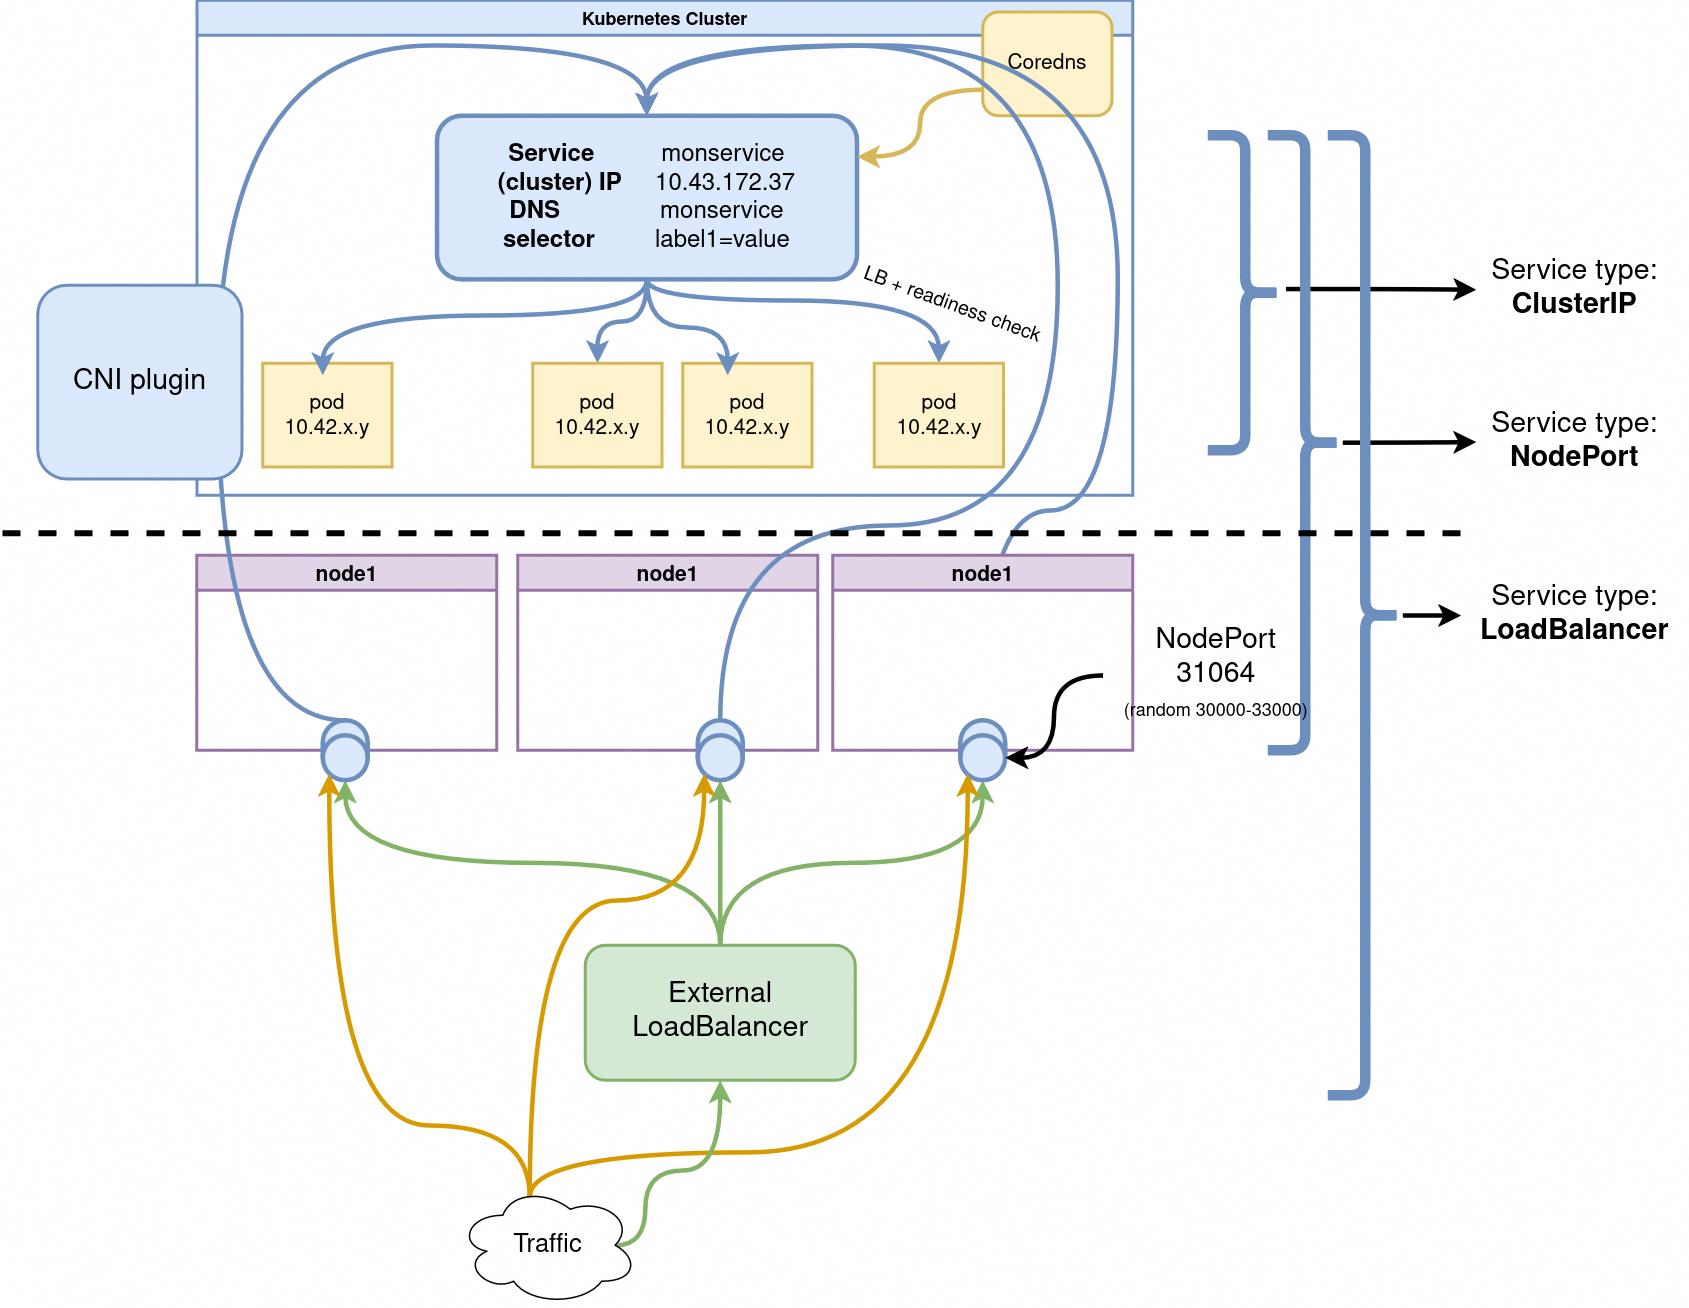 Kubernetes Cluster
Coredns
Service monservice
(cluster) IP 10.43.172.37
DNS monservice
selector label1=value
LB + readiness check
CNI plugin
pod
10.42.x.y
pod
10.42.x.y
pod
10.42.x.y
pod
10.42.x.y
Service type:
ClusterIP
Service type:
NodePort
node1
node1
node1
NodePort
31064
(random 30000-33000)
Service type:
LoadBalancer
External
LoadBalancer
Traffic